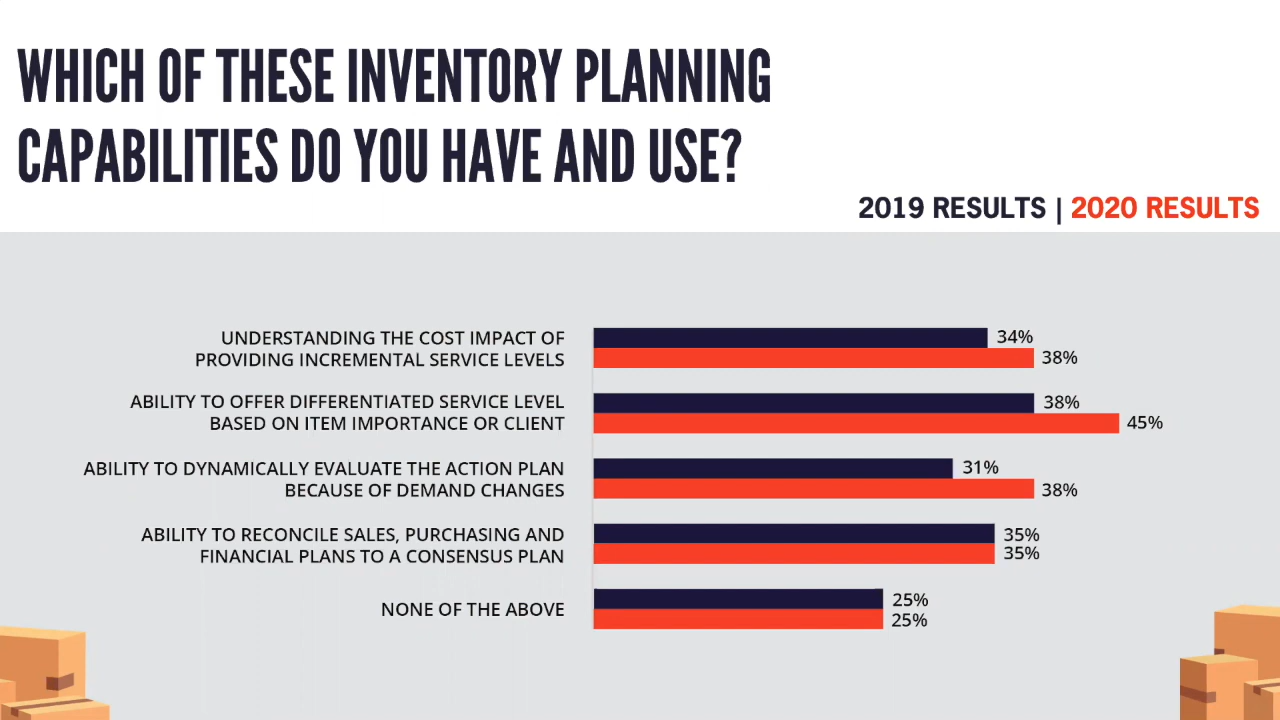 WHICH OF THESE INVENTORY PLANNING
CAPABILITIES DO YOU HAVE AND USE?
2019 RESULTS | 2020 RESULTS
UNDERSTANDING THE COST IMPACT OF
PROVIDING INCREMENTAL SERVICE LEVELS
34%
38%
ABILITY TO OFFER DIFFERENTIATED SERVICE LEVEL
BASED ON ITEM IMPORTANCE OR CLIENT
38%
45%
ABILITY TO DYNAMICALLY EVALUATE THE ACTION PLAN
BECAUSE OF DEMAND CHANGES
31%
38%
ABILITY TO RECONCILE SALES, PURCHASING AND
FINANCIAL PLANS TO A CONSENSUS PLAN
35%
35%
NONE OF THE ABOVE
25%
25%